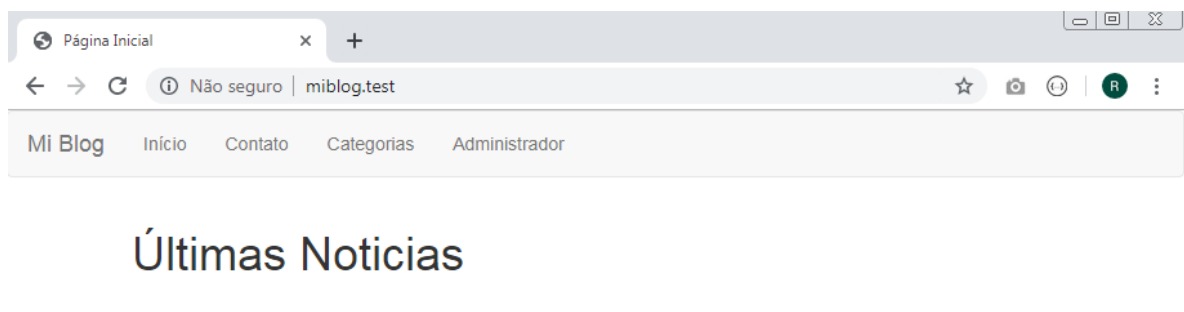 Página Inicial
Não seguro | miblog.test
R
Mi Blog Início Contato Categorias Administrador
Últimas Noticias